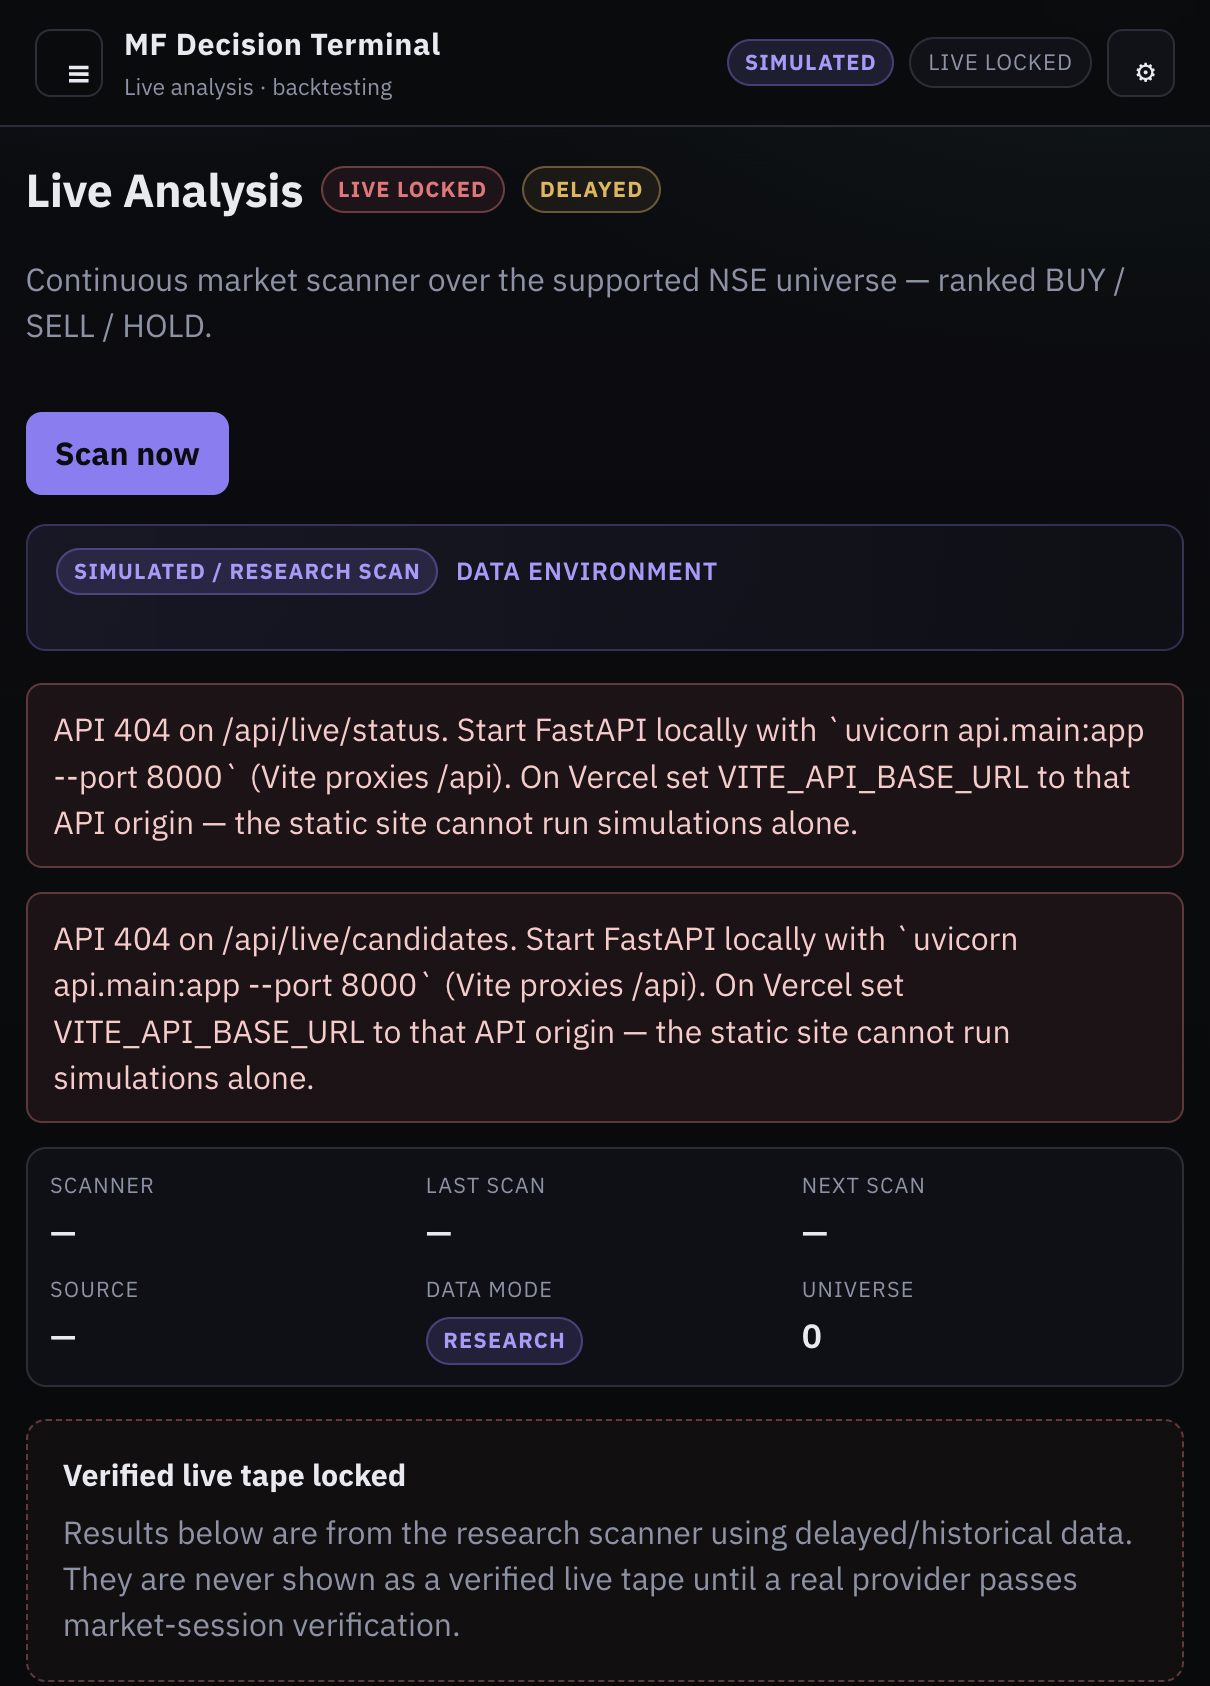 MF Decision Terminal
Live analysis · backtesting
SIMULATED
LIVE LOCKED
Live Analysis
LIVE LOCKED
DELAYED
Continuous market scanner over the supported NSE universe — ranked BUY /
SELL / HOLD.
Scan now
SIMULATED / RESEARCH SCAN
DATA ENVIRONMENT
API 404 on /api/live/status. Start FastAPI locally with `uvicorn api.main:app
--port 8000` (Vite proxies /api). On Vercel set VITE_API_BASE_URL to that
API origin — the static site cannot run simulations alone.
API 404 on /api/live/candidates. Start FastAPI locally with `uvicorn
api.main:app --port 8000` (Vite proxies /api). On Vercel set
VITE_API_BASE_URL to that API origin — the static site cannot run
simulations alone.
SCANNER
—
LAST SCAN
—
NEXT SCAN
—
SOURCE
—
DATA MODE
RESEARCH
UNIVERSE
0
Verified live tape locked
Results below are from the research scanner using delayed/historical data.
They are never shown as a verified live tape until a real provider passes
market-session verification.